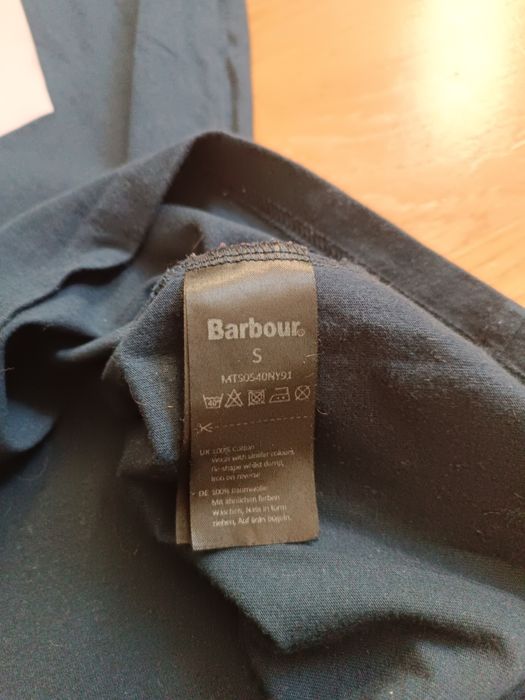 Barbour®
S
MTS0540NY91
40
UK 100% Cotton
Wash with similar colours,
Re-shape whilst damp,
Iron on reverse
DE 100% Baumwolle
Mit ähnlichen Farben
Waschen, Nass in form
ziehen, Auf links bügeln.